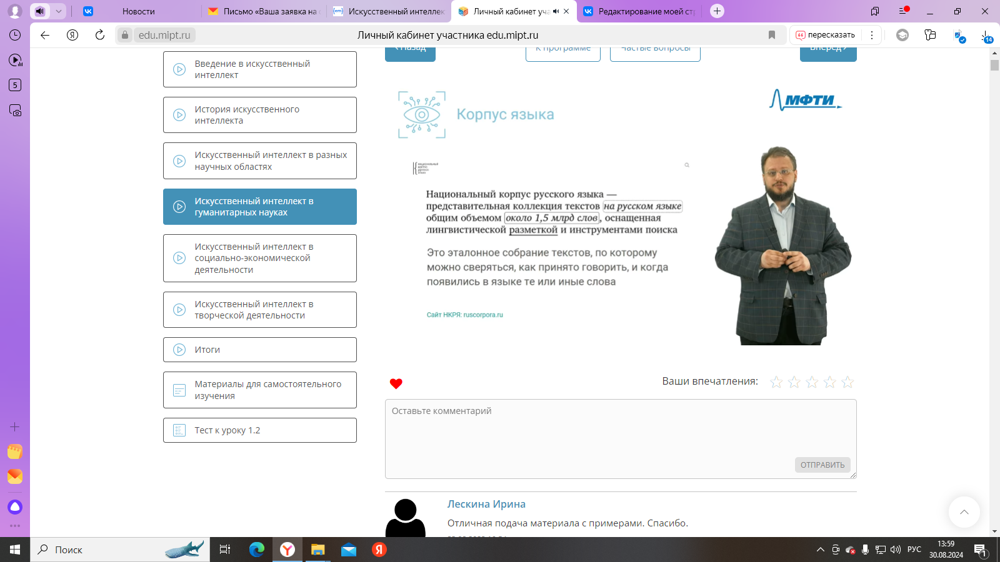 Новости
Письмо «Ваша заявка на
Искусственный интеллек
Личный кабинет уча
Редактирование моей стр
edu.mipt.ru
Личный кабинет участника edu.mipt.ru
пересказать
14
5
Назад
К программе
Частые вопросы
Вперед
Введение в искусственный
интеллект
История искусственного
интеллекта
Искусственный интеллект в разных
научных областях
Искусственный интеллект в
гуманитарных науках
Искусственный интеллект в
социально-экономической
деятельности
Искусственный интеллект в
творческой деятельности
Итоги
Материалы для самостоятельного
изучения
Тест к уроку 1.2
Корпус языка
МФТИ
Национальный корпус русского языка —
представительная коллекция текстов на русском языке
общим объемом около 1,5 млрд слов, оснащенная
лингвистической разметкой и инструментами поиска
Это эталонное собрание текстов, по которому
можно сверяться, как принято говорить, и когда
появились в языке те или иные слова
Сайт НКРЯ: ruscorpora.ru
Ваши впечатления:
Оставьте комментарий
ОТПРАВИТЬ
Лескина Ирина
Отличная подача материала с примерами. Спасибо.
Поиск
РУС
13:59
30.08.2024
1